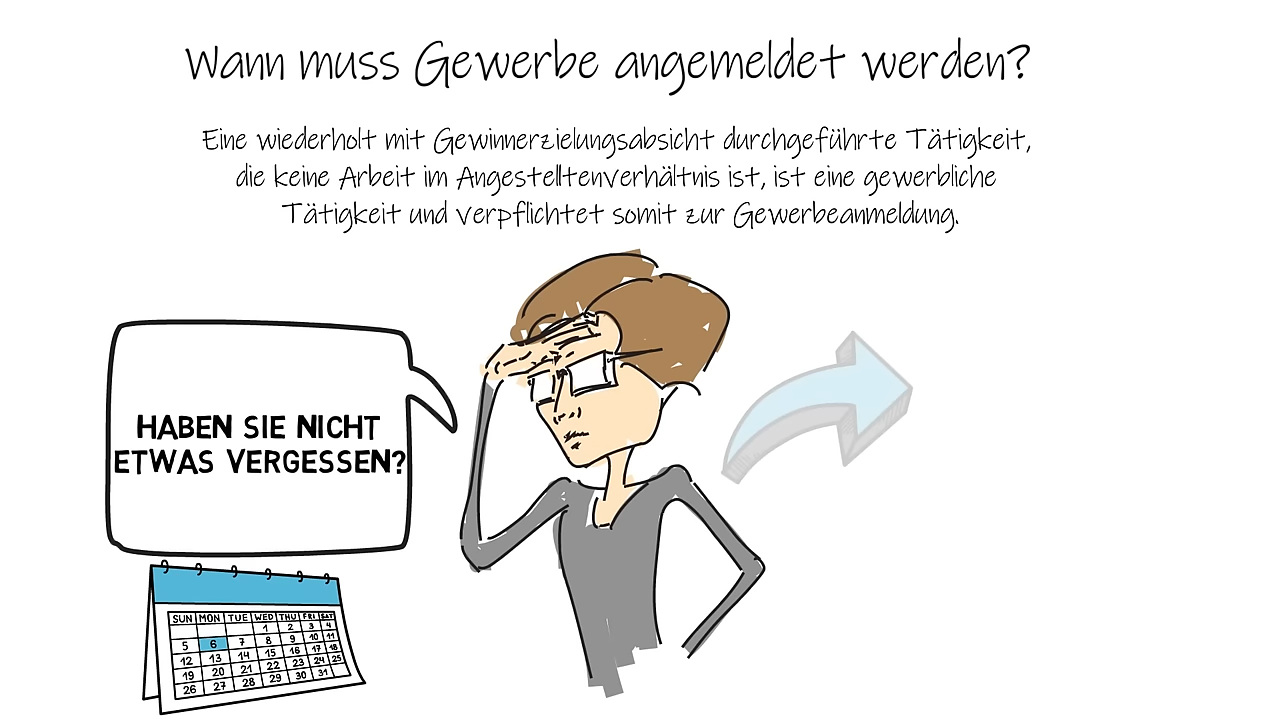 Wann muss Gewerbe angemeldet werden?
Eine wiederholt mit Gewinnerzielungsabsicht durchgeführte Tätigkeit,
die keine Arbeit im Angestelltenverhältnis ist, ist eine gewerbliche
Tätigkeit und verpflichtet somit zur Gewerbeanmeldung.
HABEN SIE NICHT
ETWAS VERGESSEN?
SUN MON TUE WED THU FRI SAT
1 2 3 4
5 6 7 8 9 10 11
12 13 14 15 16 17 18
19 20 21 22 23 24 25
26 27 28 29 30 31